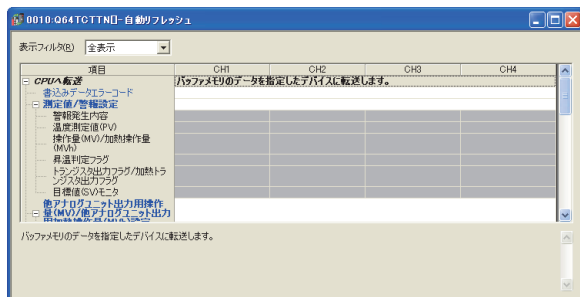 0010:Q64TCTTN[]-自動リフレッシュ
表示フィルタ(R) 全表示
項目 CH1 CH2 CH3 CH4
CPUへ転送 バッファメモリのデータを指定したデバイスに転送します。
書込みデータエラーコード
測定値/警報設定
警報発生内容
温度測定値(PV)
操作量(MV)/加熱操作量
(MVh)
昇温判定フラグ
トランジスタ出力フラグ/加熱トラ
ンジスタ出力フラグ
目標値(SV)モニタ
他アナログユニット出力用操作
量(MV)/他アナログユニット出力
用加熱操作量(MVh)設定
バッファメモリのデータを指定したデバイスに転送します。